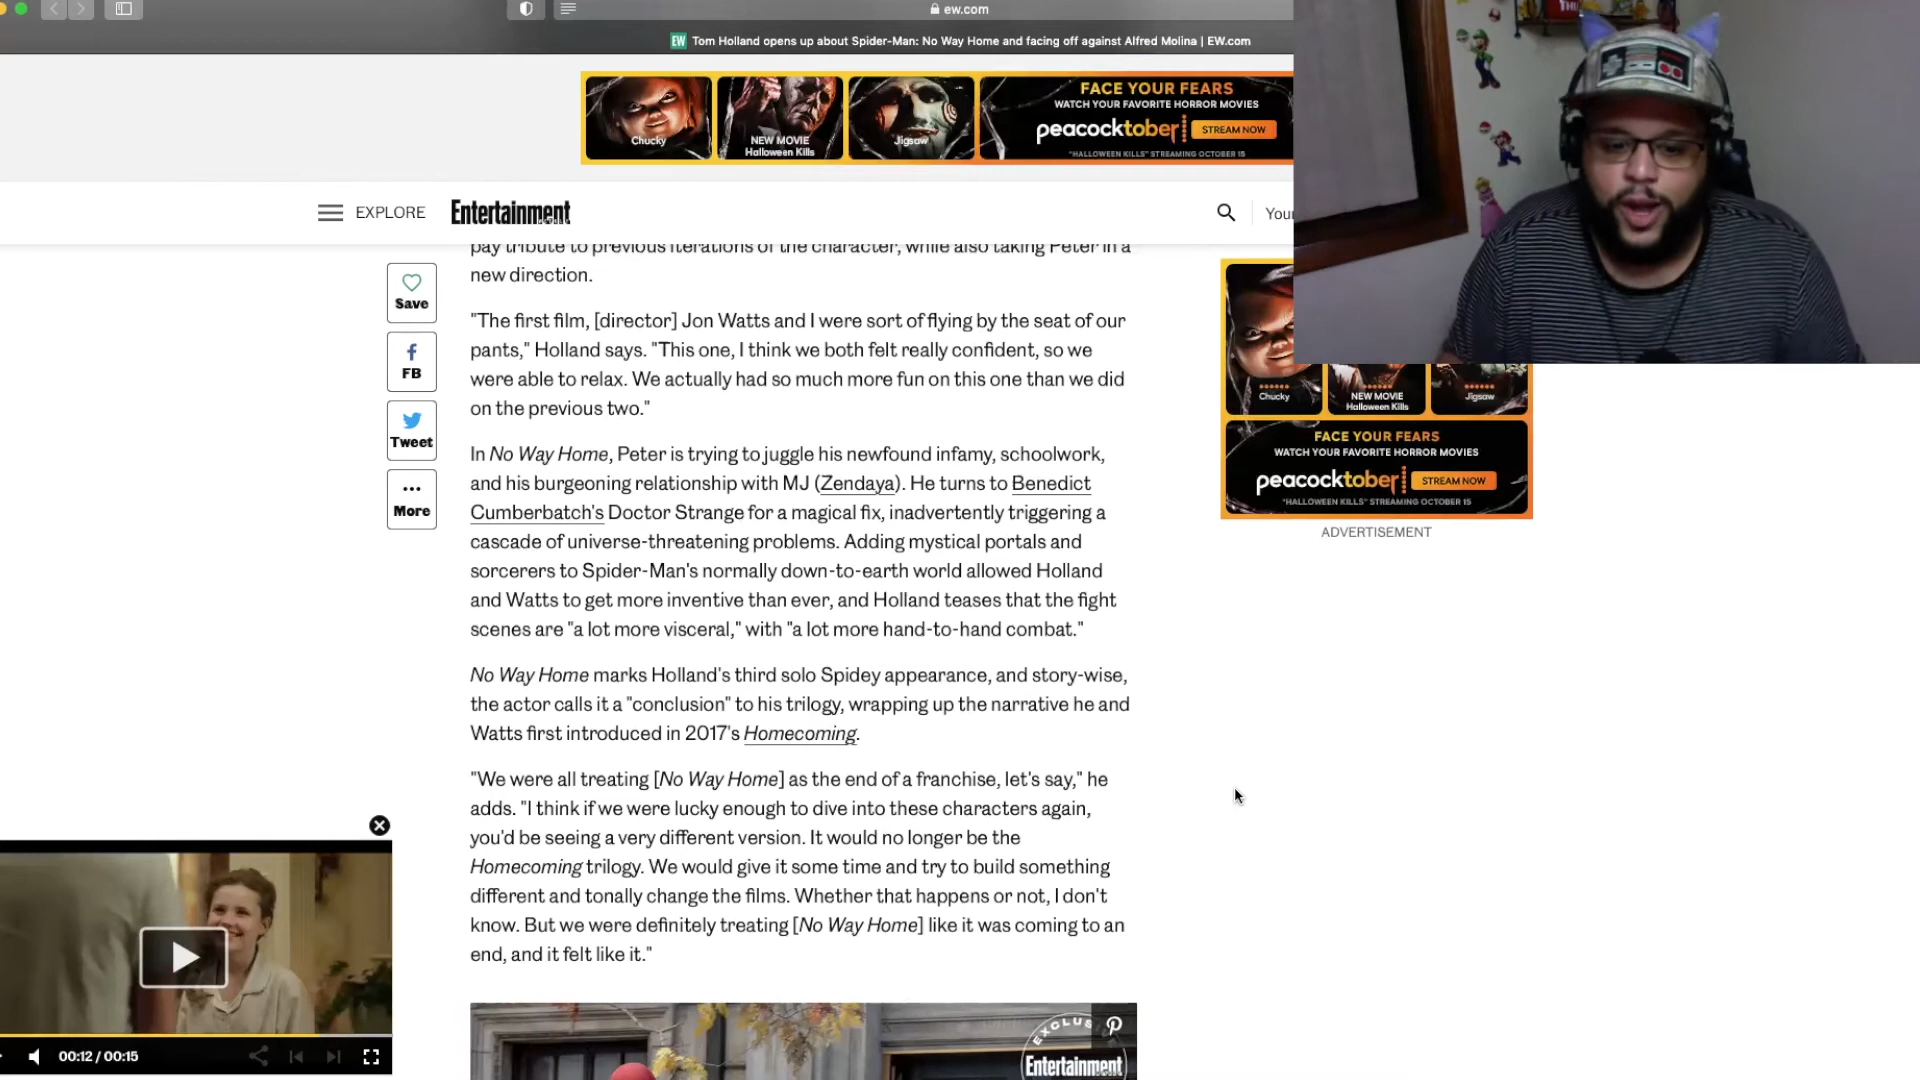 ew.com
EW Tom Holland opens up about Spider-Man: No Way Home and facing off against Alfred Molina | EW.com
Chucky
NEW MOVIE
Halloween Kills
Jigsaw
FACE YOUR FEARS
WATCH YOUR FAVORITE HORROR MOVIES
peacocktober
STREAM NOW
"HALLOWEEN KILLS" STREAMING OCTOBER 15
EXPLORE
Entertainment
You
pay tribute to previous iterations of the character, while also taking Peter in a
new direction.
Save
FB
Tweet
More
"The first film, [director] Jon Watts and I were sort of flying by the seat of our
pants," Holland says. "This one, I think we both felt really confident, so we
were able to relax. We actually had so much more fun on this one than we did
on the previous two."
In No Way Home, Peter is trying to juggle his newfound infamy, schoolwork,
and his burgeoning relationship with MJ (Zendaya). He turns to Benedict
Cumberbatch's Doctor Strange for a magical fix, inadvertently triggering a
cascade of universe-threatening problems. Adding mystical portals and
sorcerers to Spider-Man's normally down-to-earth world allowed Holland
and Watts to get more inventive than ever, and Holland teases that the fight
scenes are "a lot more visceral," with "a lot more hand-to-hand combat."
No Way Home marks Holland's third solo Spidey appearance, and story-wise,
the actor calls it a "conclusion" to his trilogy, wrapping up the narrative he and
Watts first introduced in 2017's Homecoming.
"We were all treating [No Way Home] as the end of a franchise, let's say," he
adds. "I think if we were lucky enough to dive into these characters again,
you'd be seeing a very different version. It would no longer be the
Homecoming trilogy. We would give it some time and try to build something
different and tonally change the films. Whether that happens or not, I don't
know. But we were definitely treating [No Way Home] like it was coming to an
end, and it felt like it."
Chucky
NEW MOVIE
Halloween Kills
Jigsaw
FACE YOUR FEARS
WATCH YOUR FAVORITE HORROR MOVIES
peacocktober
STREAM NOW
"HALLOWEEN KILLS" STREAMING OCTOBER 15
ADVERTISEMENT
00:12 / 00:15
EXCLUS
Entertainment